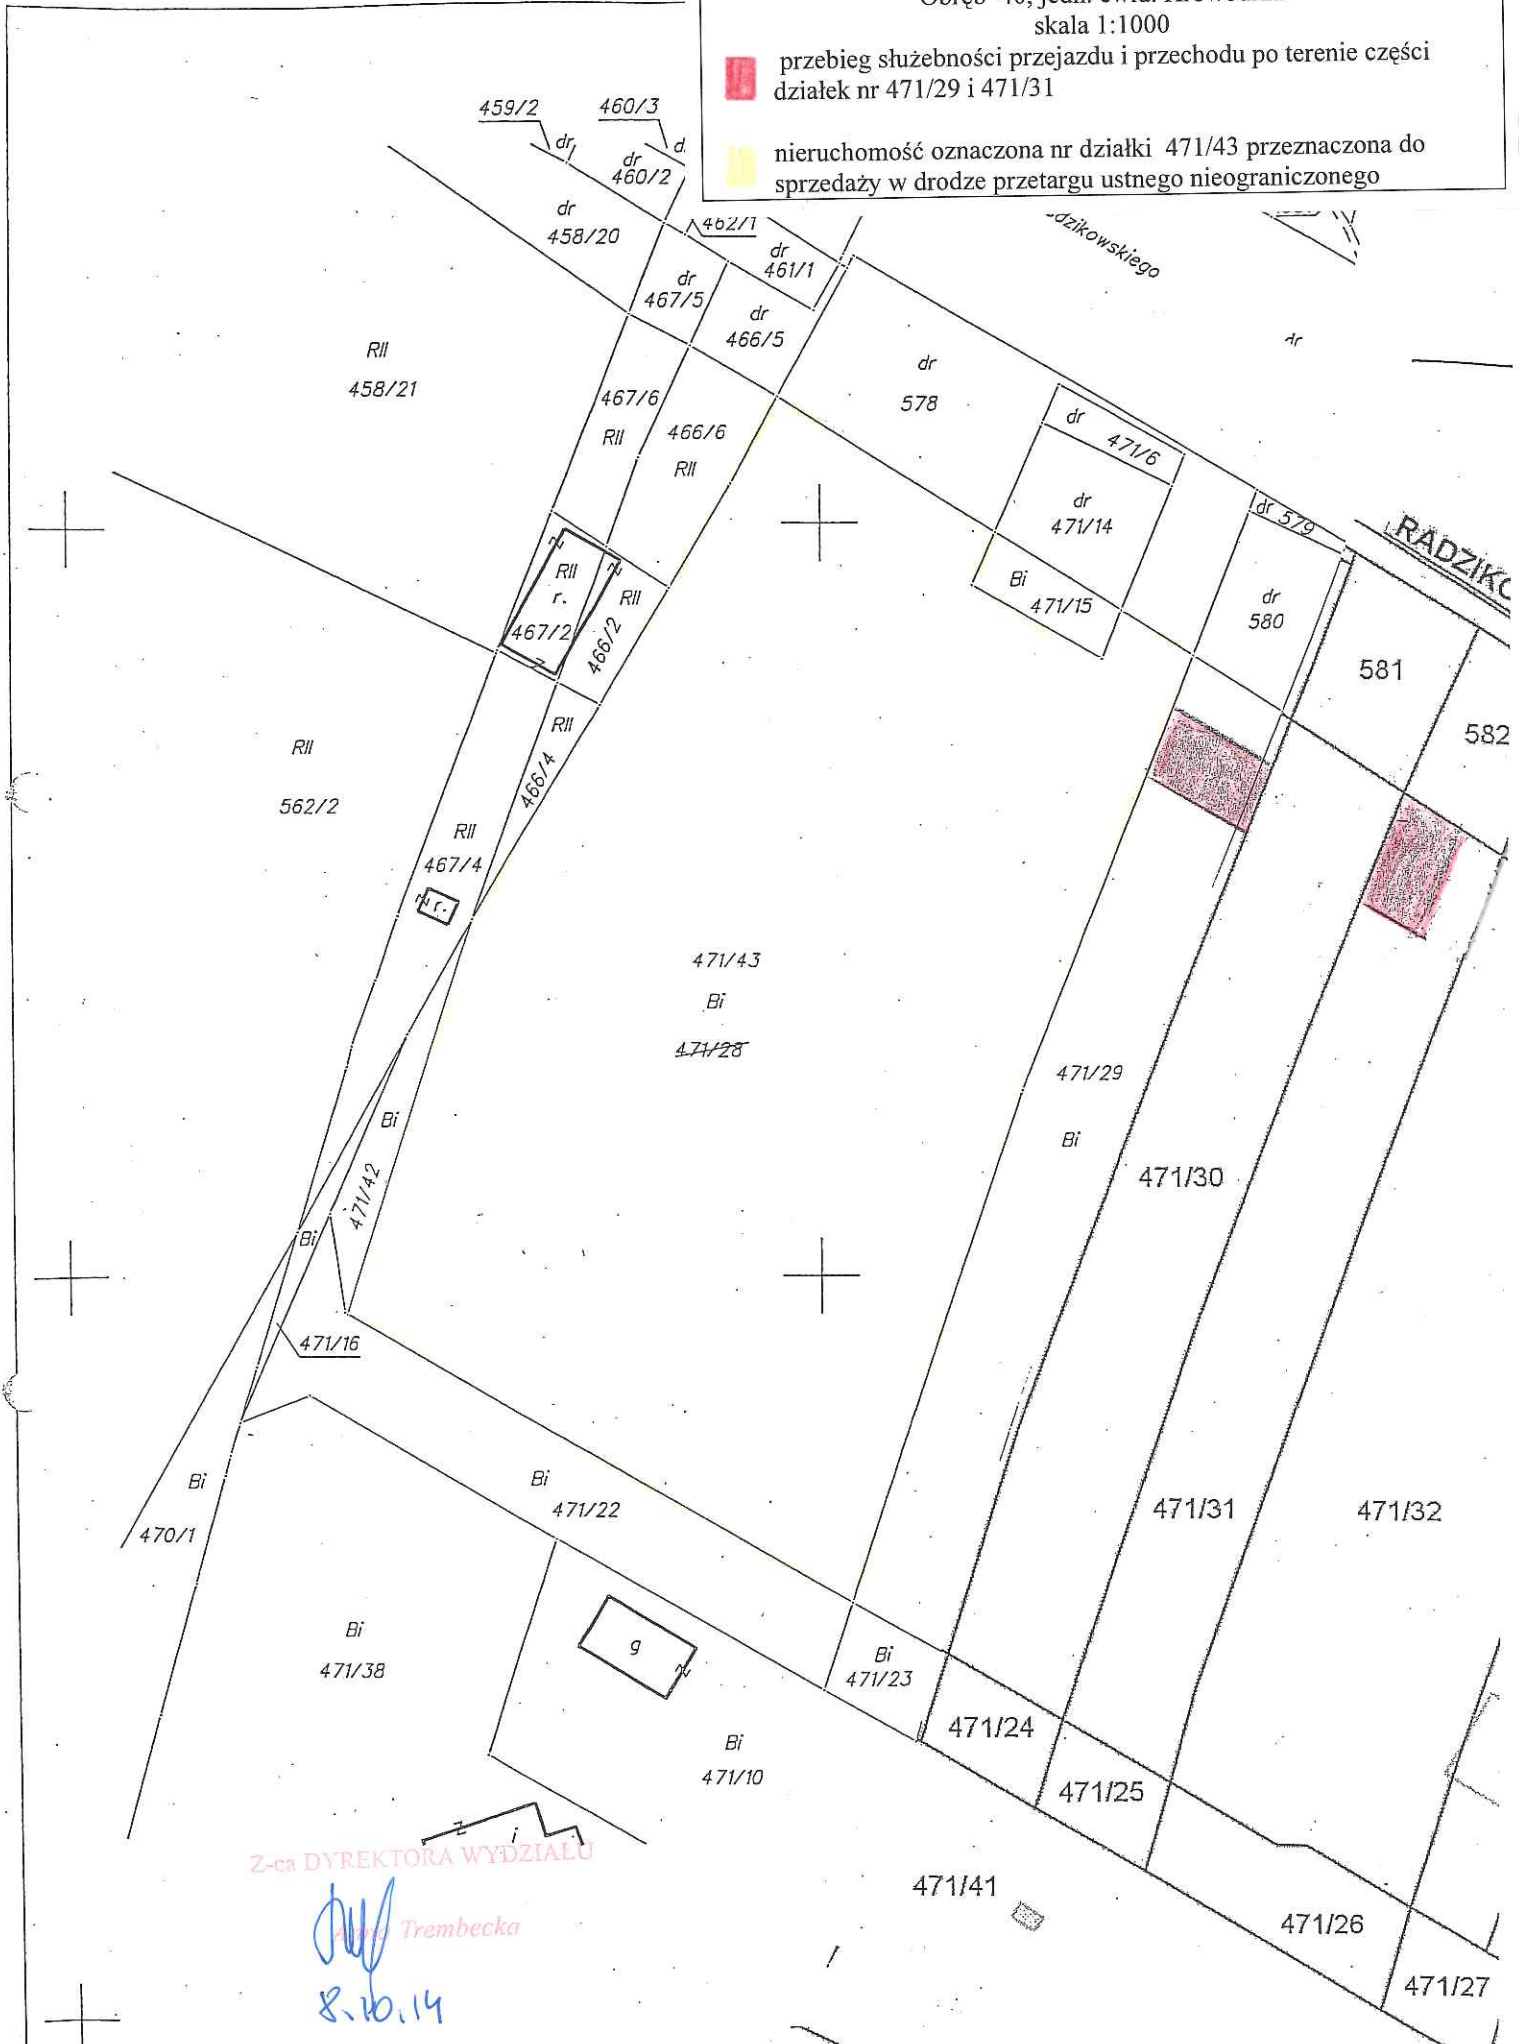 skala 1:1000
przebieg służebności przejazdu i przechodu po terenie części
działek nr 471/29 i 471/31
nieruchomość oznaczona nr działki 471/43 przeznaczona do
sprzedaży w drodze przetargu ustnego nieograniczonego
459/2
460/3
dr
dr
460/2
dr
458/20
462/1
dr
461/1
dr
467/5
dr
466/5
dr
RII
458/21
dr
578
467/6
RII
466/6
RII
dr
471/6
dr
471/14
dr 579
RII
r.
467/2
RII
466/2
Bi
471/15
dr
580
581
582
RII
466/4
RII
562/2
RII
467/4
r.
471/43
Bi
471/28
471/29
Bi
Bi
471/42
471/30
Bi
471/16
Bi
470/1
Bi
471/22
471/31
471/32
Bi
471/38
g
Bi
471/23
471/24
Bi
471/10
471/25
i
Z-ca DYREKTORA WYDZIAŁU
Anna Trembecka
8.10.14
471/41
471/26
471/27